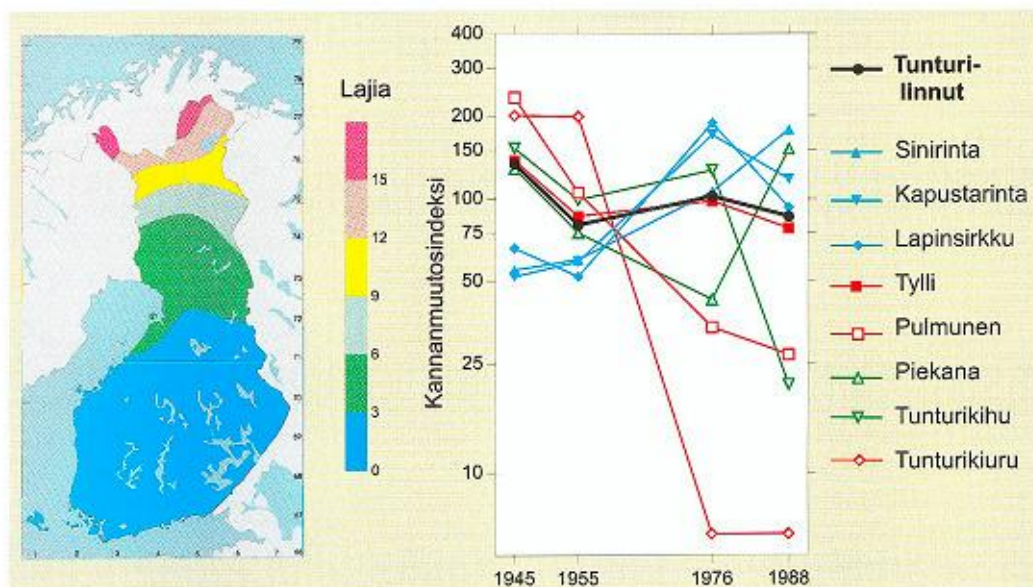 Lajia
15
12
9
6
3
0
Kannanmuutosindeksi
400
300
200
150
100
75
50
25
10
1945
1955
1976
1988
Tunturi-
linnut
Sinirinta
Kapustarinta
Lapinsirkku
Tylli
Pulmunen
Piekana
Tunturikihu
Tunturikiuru